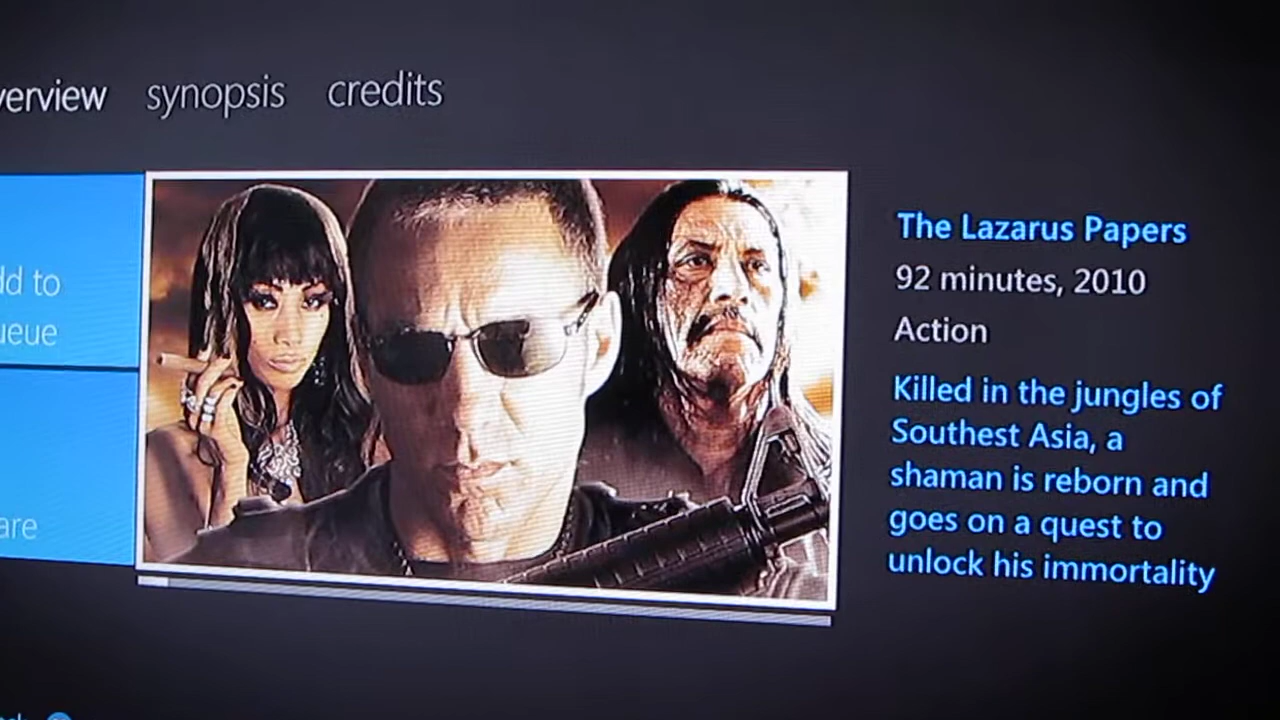 verview synopsis credits
dd to
ueue
are
The Lazarus Papers
92 minutes, 2010
Action
Killed in the jungles of
Southest Asia, a
shaman is reborn and
goes on a quest to
unlock his immortality